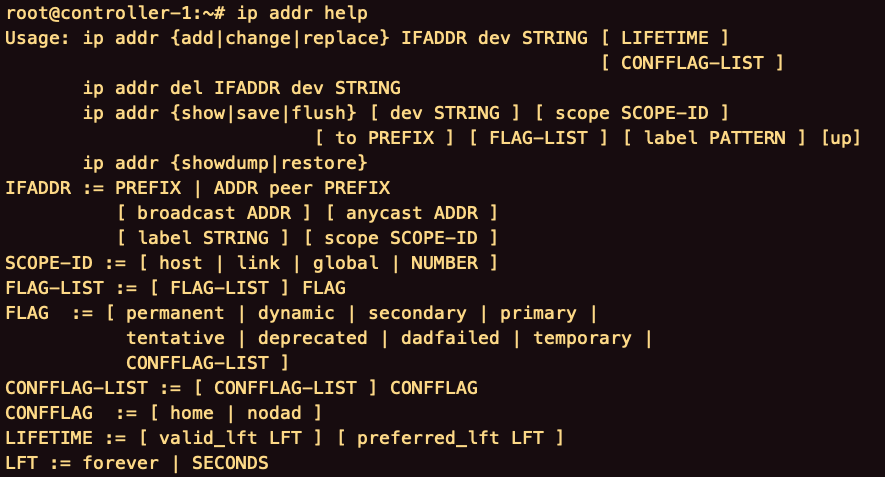 root@controller-1:~# ip addr help
Usage: ip addr {add|change|replace} IFADDR dev STRING [ LIFETIME ]
                                                      [ CONFFLAG-LIST ]
       ip addr del IFADDR dev STRING
       ip addr {show|save|flush} [ dev STRING ] [ scope SCOPE-ID ]
                            [ to PREFIX ] [ FLAG-LIST ] [ label PATTERN ] [up]
       ip addr {showdump|restore}
IFADDR := PREFIX | ADDR peer PREFIX
          [ broadcast ADDR ] [ anycast ADDR ]
          [ label STRING ] [ scope SCOPE-ID ]
SCOPE-ID := [ host | link | global | NUMBER ]
FLAG-LIST := [ FLAG-LIST ] FLAG
FLAG  := [ permanent | dynamic | secondary | primary |
           tentative | deprecated | dadfailed | temporary |
           CONFFLAG-LIST ]
CONFFLAG-LIST := [ CONFFLAG-LIST ] CONFFLAG
CONFFLAG  := [ home | nodad ]
LIFETIME := [ valid_lft LFT ] [ preferred_lft LFT ]
LFT := forever | SECONDS